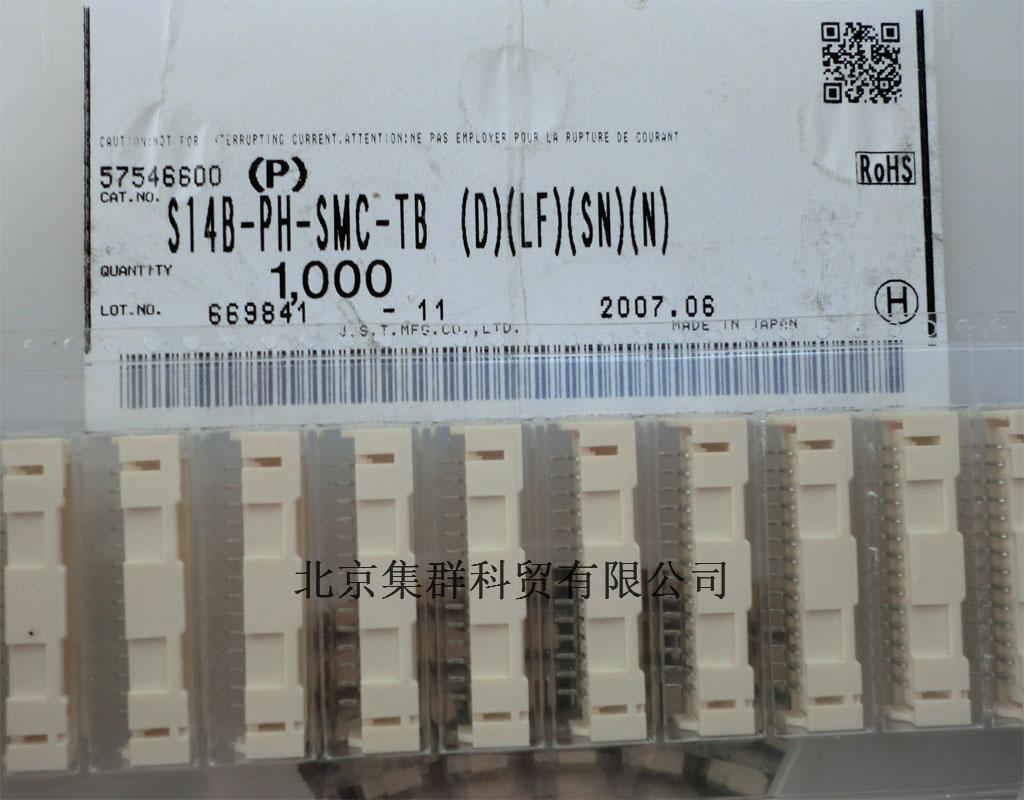 CAUTION:NOT FOR INTERRUPTING CURRENT.ATTENTION:NE PAS EMPLOYER POUR LA RUPTURE DE COURANT
57546600 (P)
RoHS
CAT.NO.
S14B-PH-SMC-TB (D)(LF)(SN)(N)
QUANTITY 1,000
LOT.NO. 669841 - 11 2007.06 H
J.S.T.MFG.CO.,LTD. MADE IN JAPAN
北京集群科贸有限公司